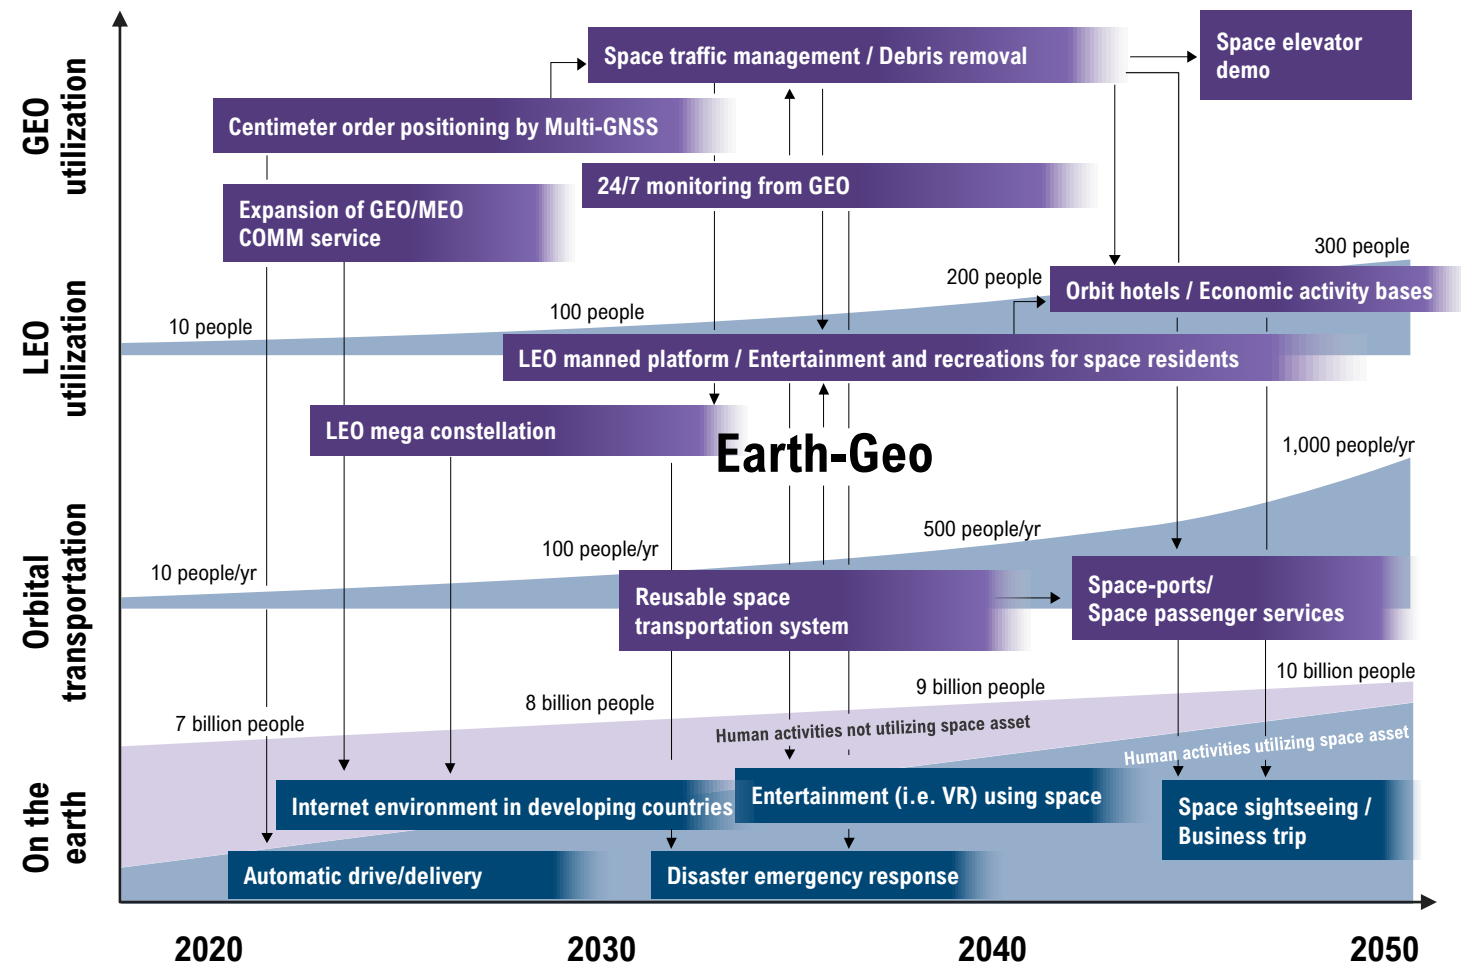 GEO
utilization
Space traffic management / Debris removal
Space elevator
demo
Centimeter order positioning by Multi-GNSS
24/7 monitoring from GEO
Expansion of GEO/MEO
COMM service
LEO
utilization
10 people
100 people
200 people
300 people
Orbit hotels / Economic activity bases
LEO manned platform / Entertainment and recreations for space residents
LEO mega constellation
Earth-Geo
Orbital
transportation
10 people/yr
100 people/yr
500 people/yr
1,000 people/yr
Reusable space
transportation system
Space-ports/
Space passenger services
On the
earth
7 billion people
8 billion people
9 billion people
10 billion people
Human activities not utilizing space asset
Human activities utilizing space asset
Internet environment in developing countries
Entertainment (i.e. VR) using space
Space sightseeing /
Business trip
Automatic drive/delivery
Disaster emergency response
2020
2030
2040
2050